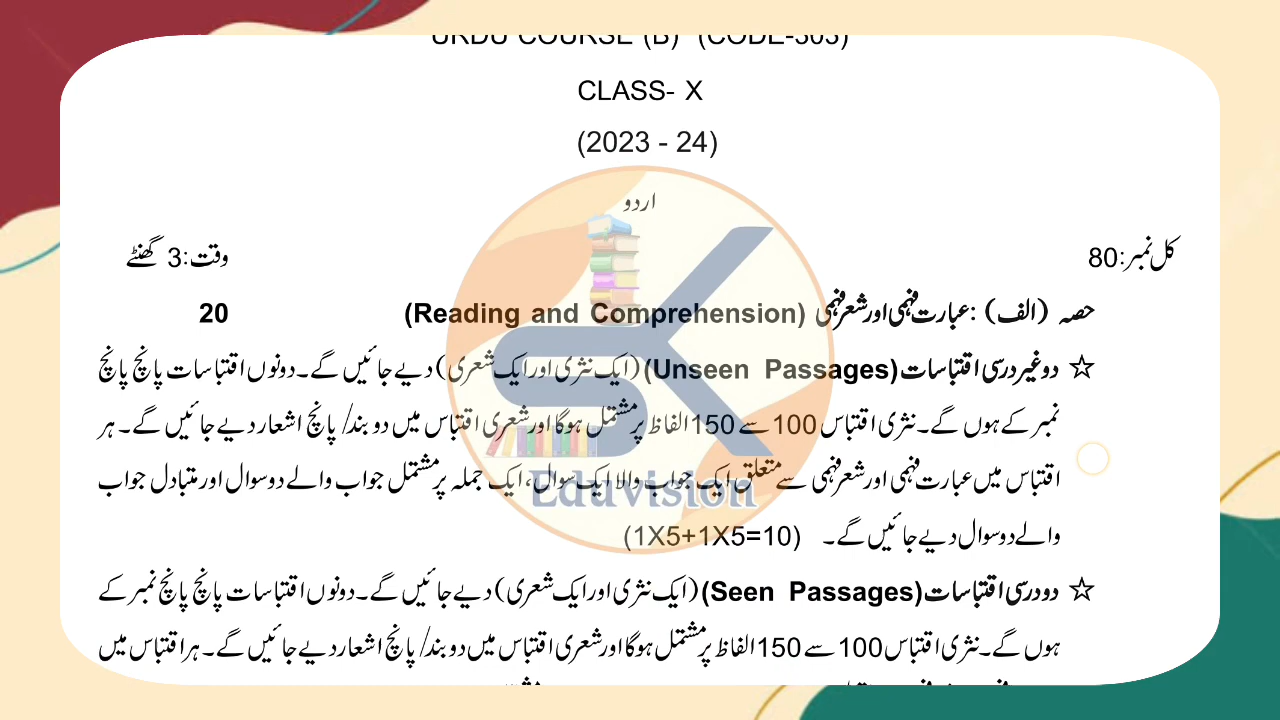 URDU COURSE (B) (CODE-303)
CLASS- X
(2023 - 24)
اردو
کل نمبر:80 وقت:3 گھنٹے
حصہ (الف) :عبارت فہمی اور شعر فہمی (Reading and Comprehension) 20
☆ دو غیر درسی اقتباسات (Unseen Passages) (ایک نثری اور ایک شعری) دیے جائیں گے۔ دونوں اقتباسات پانچ پانچ
نمبر کے ہوں گے۔ نثری اقتباس 100 سے 150 الفاظ پر مشتمل ہوگا اور شعری اقتباس میں دو بند/ پانچ اشعار دیے جائیں گے۔ ہر
اقتباس میں عبارت فہمی اور شعر فہمی سے متعلق ایک جواب والا ایک سوال، ایک جملہ پر مشتمل جواب والے دو سوال اور متبادل جواب
والے دو سوال دیے جائیں گے۔ (1X5+1X5=10)
☆ دو درسی اقتباسات (Seen Passages) (ایک نثری اور ایک شعری) دیے جائیں گے۔ دونوں اقتباسات پانچ پانچ نمبر کے
ہوں گے۔ نثری اقتباس 100 سے 150 الفاظ پر مشتمل ہوگا اور شعری اقتباس میں دو بند/ پانچ اشعار دیے جائیں گے۔ ہر اقتباس میں
SK
Eduvision